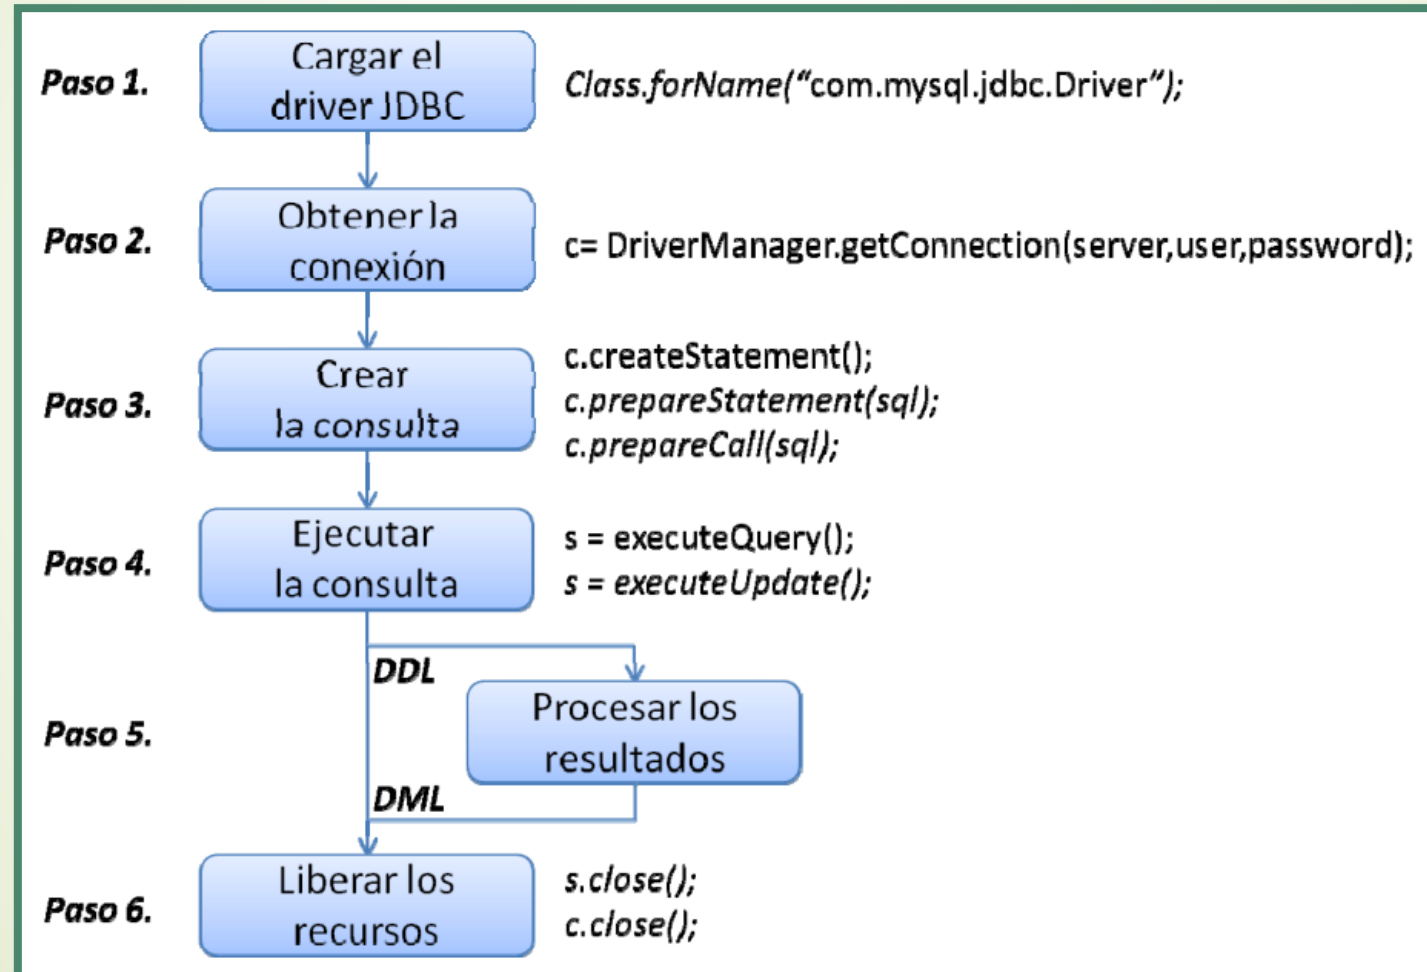 Paso 1.
Cargar el
driver JDBC
Class.forName("com.mysql.jdbc.Driver");
Paso 2.
Obtener la
conexión
c= DriverManager.getConnection(server,user,password);
Paso 3.
Crear
la consulta
c.createStatement();
c.prepareStatement(sql);
c.prepareCall(sql);
Paso 4.
Ejecutar
la consulta
s = executeQuery();
s = executeUpdate();
DDL
Paso 5.
Procesar los
resultados
DML
Paso 6.
Liberar los
recursos
s.close();
c.close();